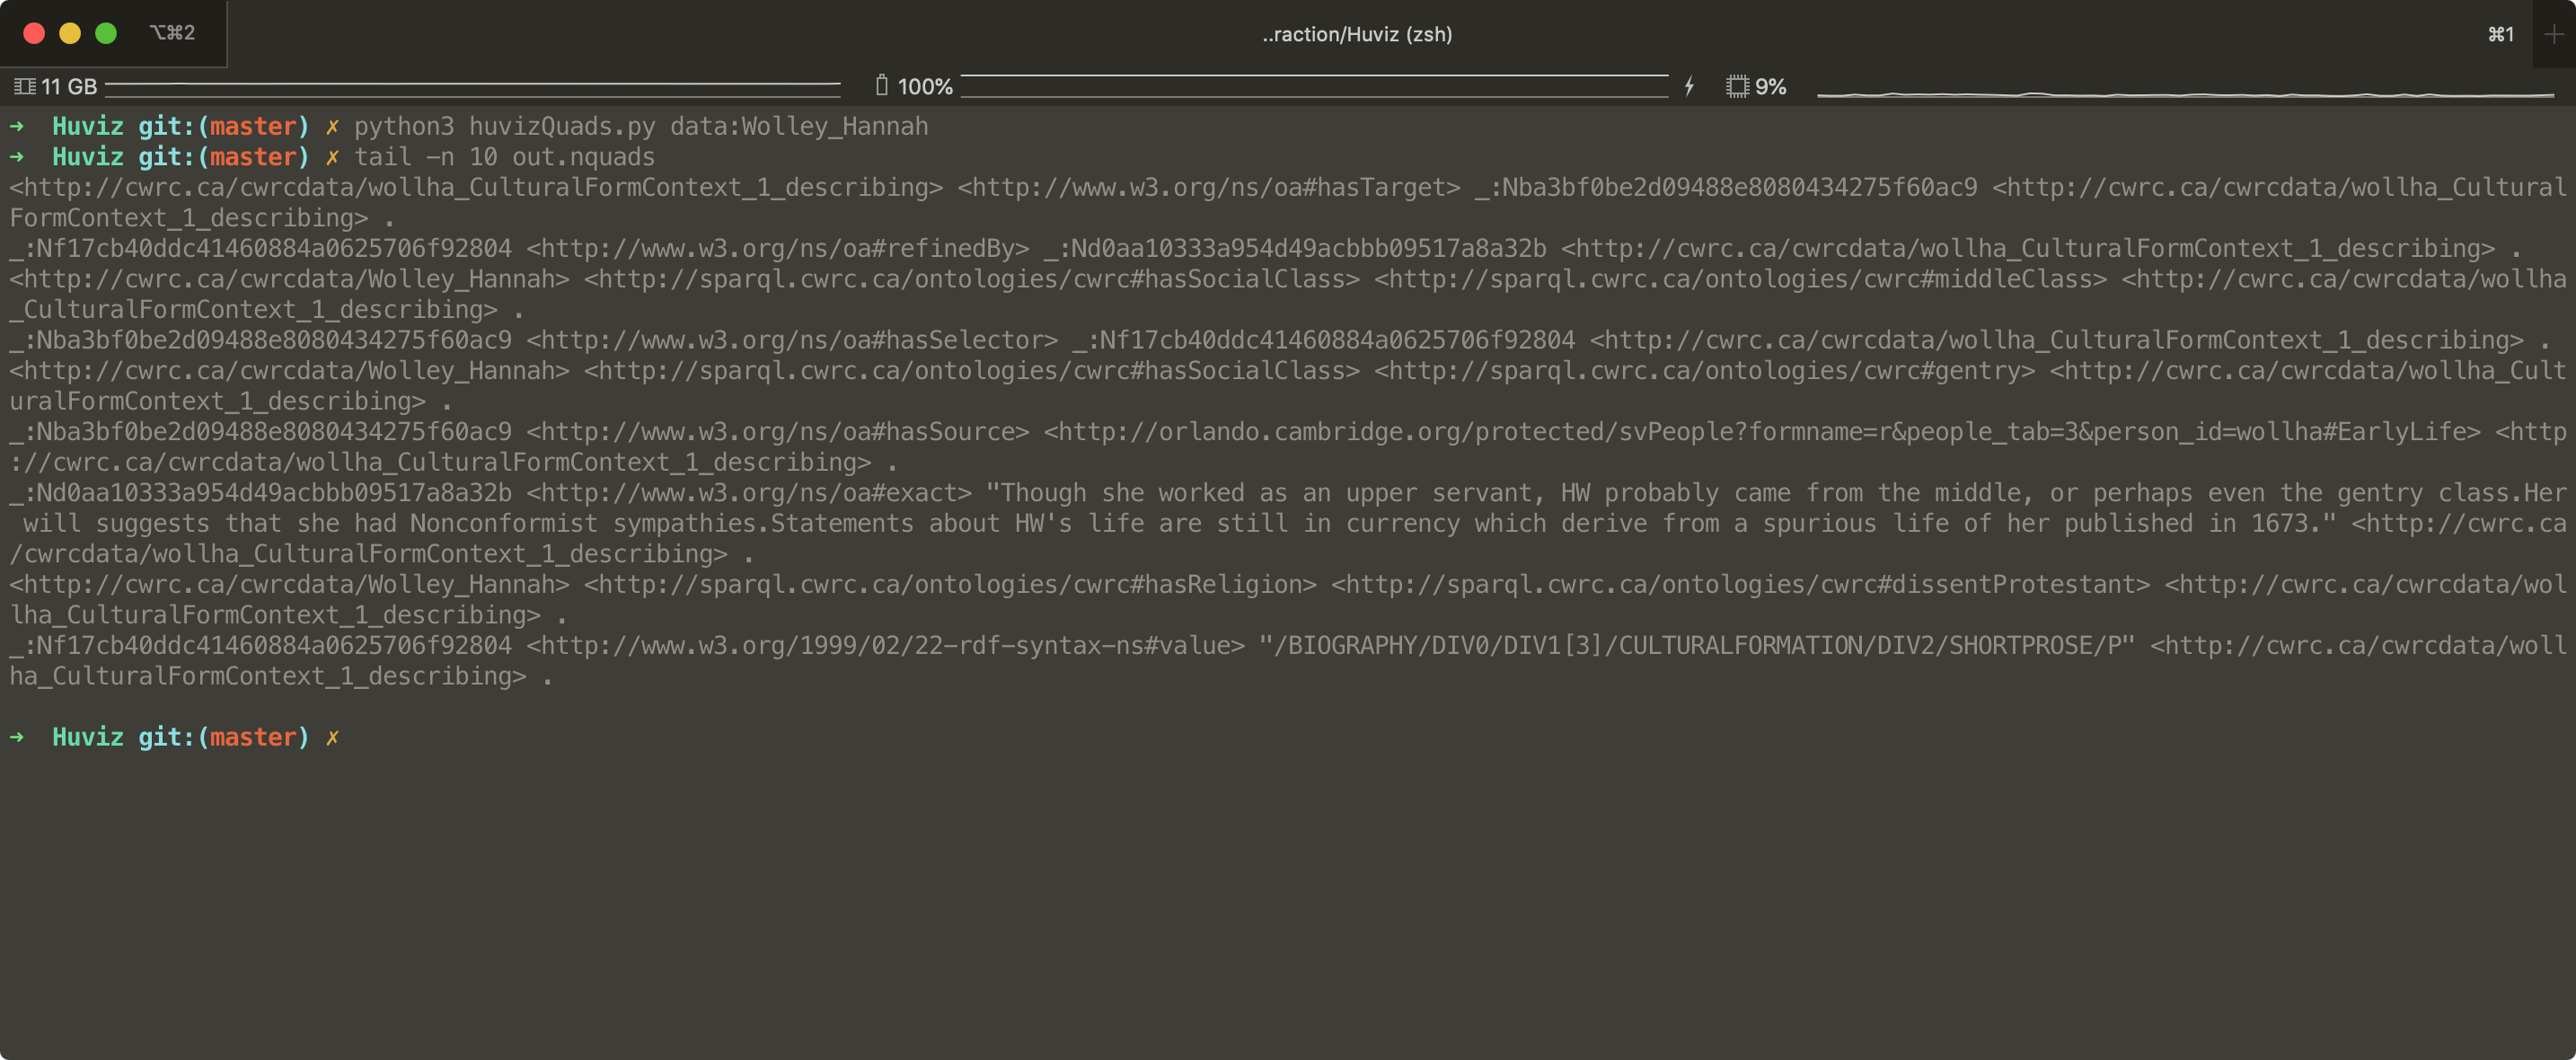 ⌥⌘2
..raction/Huviz (zsh)
⌘1
11 GB
100%
9%
➜ Huviz git:(master) ✗ python3 huvizQuads.py data:Wolley_Hannah
➜ Huviz git:(master) ✗ tail -n 10 out.nquads
<http://cwrc.ca/cwrcdata/wollha_CulturalFormContext_1_describing> <http://www.w3.org/ns/oa#hasTarget> _:Nba3bf0be2d09488e8080434275f60ac9 <http://cwrc.ca/cwrcdata/wollha_Cultural
FormContext_1_describing> .
_:Nf17cb40ddc41460884a0625706f92804 <http://www.w3.org/ns/oa#refinedBy> _:Nd0aa10333a954d49acbbb09517a8a32b <http://cwrc.ca/cwrcdata/wollha_CulturalFormContext_1_describing> .
<http://cwrc.ca/cwrcdata/Wolley_Hannah> <http://sparql.cwrc.ca/ontologies/cwrc#hasSocialClass> <http://sparql.cwrc.ca/ontologies/cwrc#middleClass> <http://cwrc.ca/cwrcdata/wollha
_CulturalFormContext_1_describing> .
_:Nba3bf0be2d09488e8080434275f60ac9 <http://www.w3.org/ns/oa#hasSelector> _:Nf17cb40ddc41460884a0625706f92804 <http://cwrc.ca/cwrcdata/wollha_CulturalFormContext_1_describing> .
<http://cwrc.ca/cwrcdata/Wolley_Hannah> <http://sparql.cwrc.ca/ontologies/cwrc#hasSocialClass> <http://sparql.cwrc.ca/ontologies/cwrc#gentry> <http://cwrc.ca/cwrcdata/wollha_Cult
uralFormContext_1_describing> .
_:Nba3bf0be2d09488e8080434275f60ac9 <http://www.w3.org/ns/oa#hasSource> <http://orlando.cambridge.org/protected/svPeople?formname=r&people_tab=3&person_id=wollha#EarlyLife> <http
://cwrc.ca/cwrcdata/wollha_CulturalFormContext_1_describing> .
_:Nd0aa10333a954d49acbbb09517a8a32b <http://www.w3.org/ns/oa#exact> "Though she worked as an upper servant, HW probably came from the middle, or perhaps even the gentry class.Her
 will suggests that she had Nonconformist sympathies.Statements about HW's life are still in currency which derive from a spurious life of her published in 1673." <http://cwrc.ca
/cwrcdata/wollha_CulturalFormContext_1_describing> .
<http://cwrc.ca/cwrcdata/Wolley_Hannah> <http://sparql.cwrc.ca/ontologies/cwrc#hasReligion> <http://sparql.cwrc.ca/ontologies/cwrc#dissentProtestant> <http://cwrc.ca/cwrcdata/wol
lha_CulturalFormContext_1_describing> .
_:Nf17cb40ddc41460884a0625706f92804 <http://www.w3.org/1999/02/22-rdf-syntax-ns#value> "/BIOGRAPHY/DIV0/DIV1[3]/CULTURALFORMATION/DIV2/SHORTPROSE/P" <http://cwrc.ca/cwrcdata/woll
ha_CulturalFormContext_1_describing> .
➜ Huviz git:(master) ✗